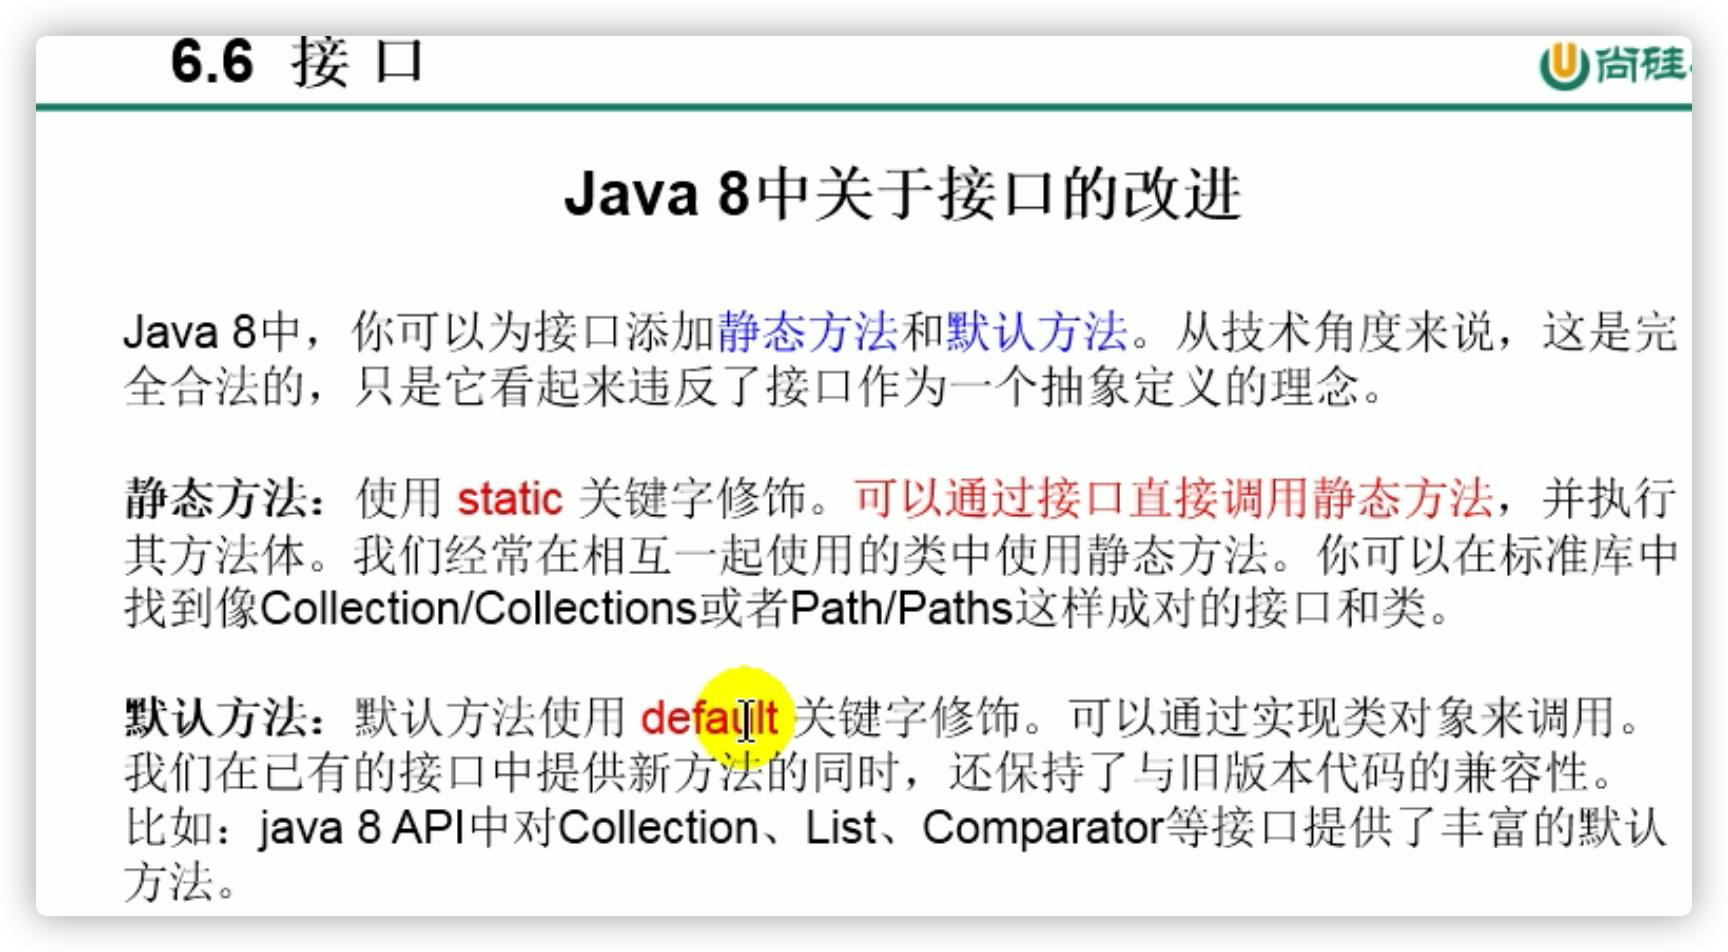 6.6 接 口
尚硅
Java 8中关于接口的改进
Java 8中，你可以为接口添加静态方法和默认方法。从技术角度来说，这是完
全合法的，只是它看起来违反了接口作为一个抽象定义的理念。
静态方法：使用 static 关键字修饰。可以通过接口直接调用静态方法，并执行
其方法体。我们经常在相互一起使用的类中使用静态方法。你可以在标准库中
找到像Collection/Collections或者Path/Paths这样成对的接口和类。
默认方法：默认方法使用 default 关键字修饰。可以通过实现类对象来调用。
我们在已有的接口中提供新方法的同时，还保持了与旧版本代码的兼容性。
比如：java 8 API中对Collection、List、Comparator等接口提供了丰富的默认
方法。